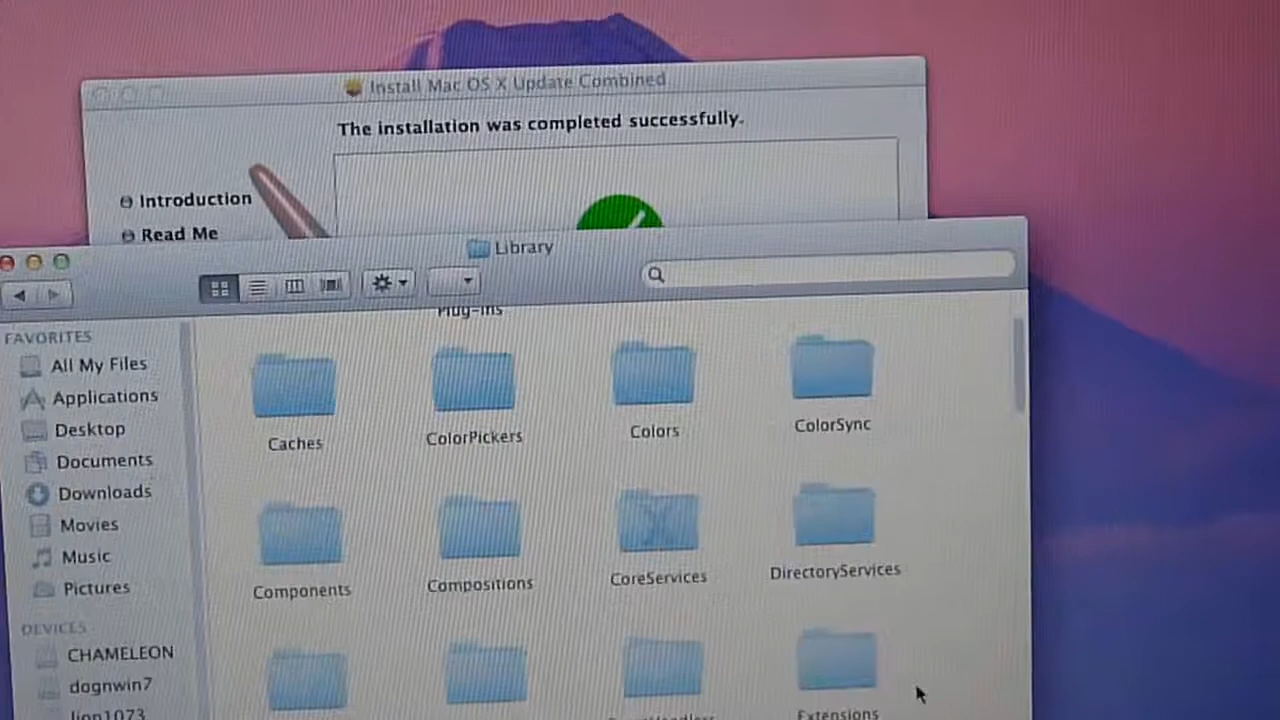 Install Mac OS X Update Combined
The installation was completed successfully.
Introduction
Read Me
Library
Plug-ins
FAVORITES
All My Files
Applications
Desktop
Documents
Downloads
Movies
Music
Pictures
DEVICES
CHAMELEON
dognwin7
lion1073
Caches
ColorPickers
Colors
ColorSync
Components
Compositions
CoreServices
DirectoryServices
Extensions